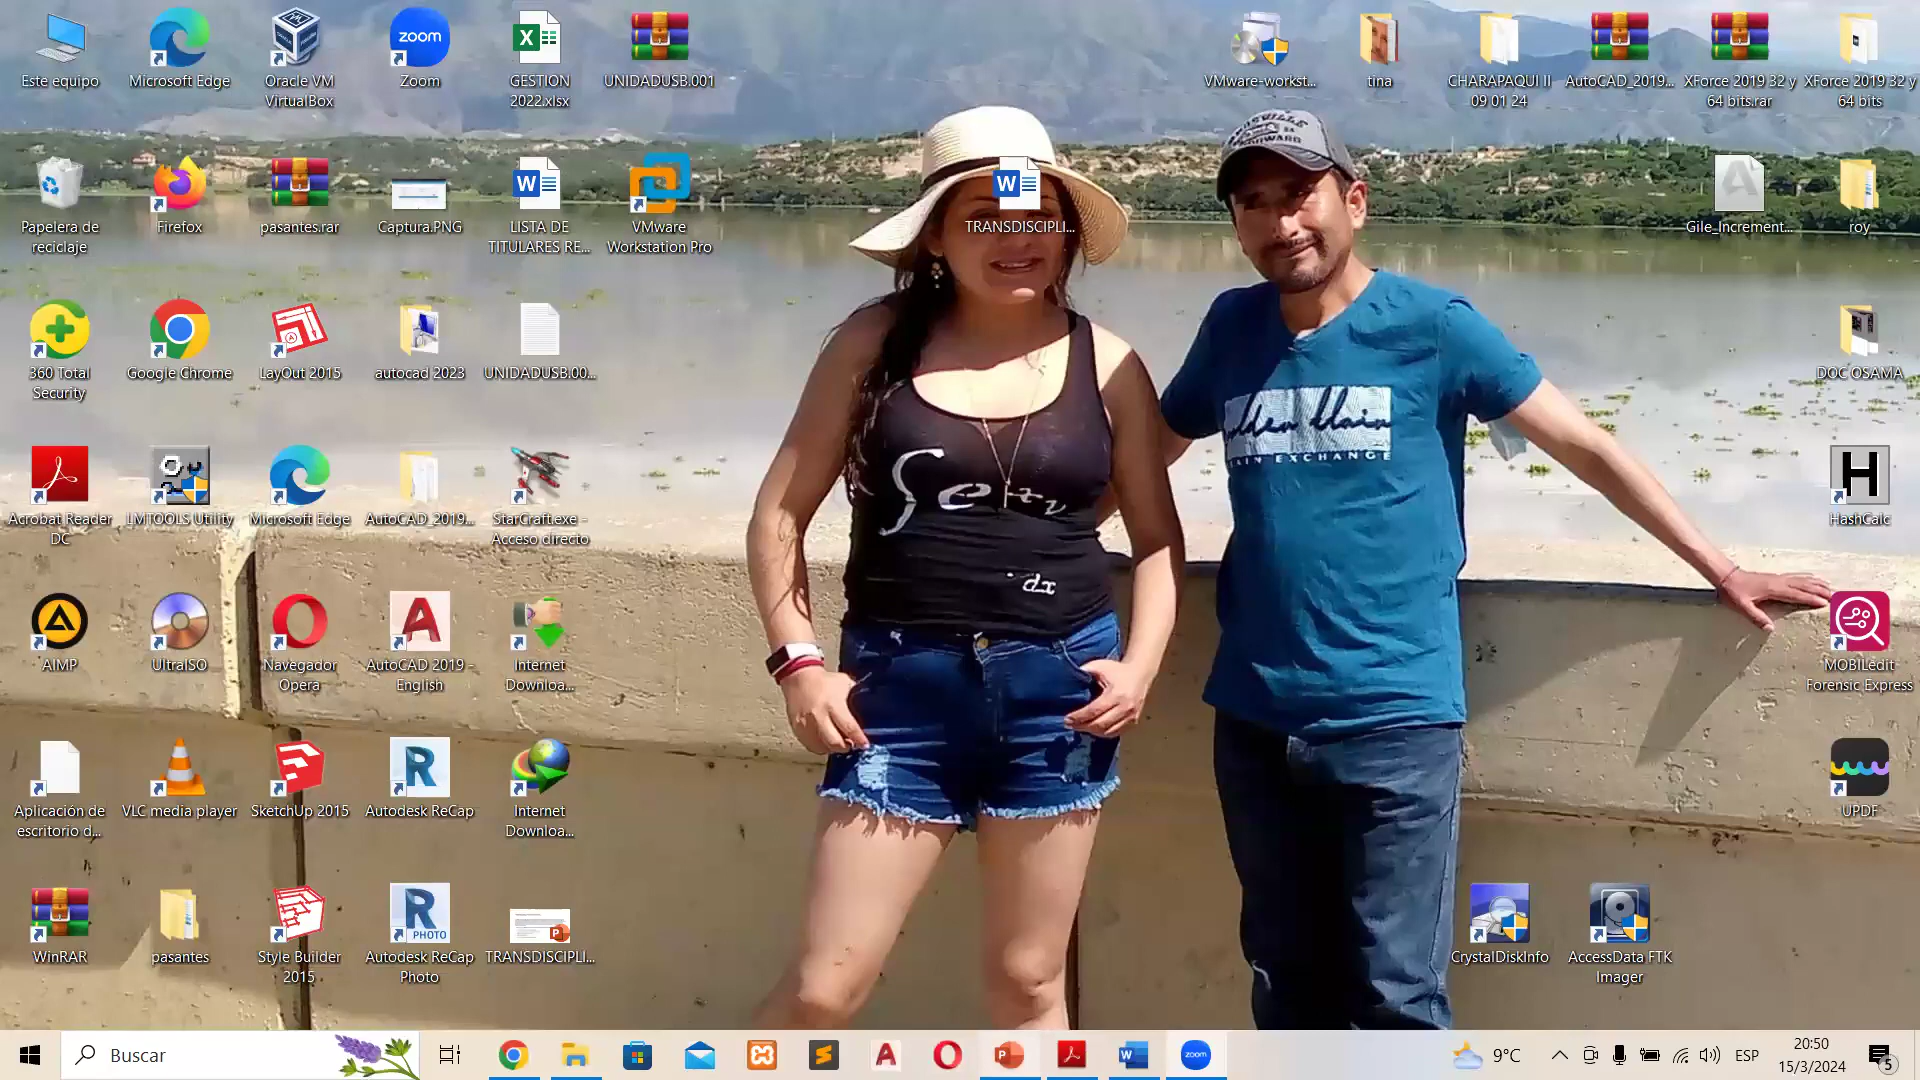 Este equipo
Microsoft Edge
Oracle VM
VirtualBox
zoom
Zoom
GESTION
2022.xlsx
UNIDADUSB.001
VMware-workst...
tina
CHARAPAQUI II
09 01 24
AutoCAD_2019...
XForce 2019 32 y
64 bits.rar
XForce 2019 32 y
64 bits
Papelera de
reciclaje
Firefox
pasantes.rar
Captura.PNG
LISTA DE
TITULARES RE...
VMware
Workstation Pro
TRANSDISCIPLI...
Gile_Increment...
roy
360 Total
Security
Google Chrome
LayOut 2015
autocad 2023
UNIDADUSB.00...
DOC OSAMA
EXCHANGE
Acrobat Reader
DC
LMTOOLS Utility
Microsoft Edge
AutoCAD_2019...
StarCraft.exe -
Acceso directo
HashCalc
dx
AIMP
UltraISO
Navegador
Opera
AutoCAD 2019 -
English
Internet
Downloa...
MOBILedit
Forensic Express
Aplicación de
escritorio d...
VLC media player
SketchUp 2015
Autodesk ReCap
Internet
Downloa...
UPDF
WinRAR
pasantes
Style Builder
2015
PHOTO
Autodesk ReCap
Photo
TRANSDISCIPLI...
CrystalDiskInfo
AccessData FTK
Imager
Buscar
zoom
9°C
ESP
20:50
15/3/2024
5